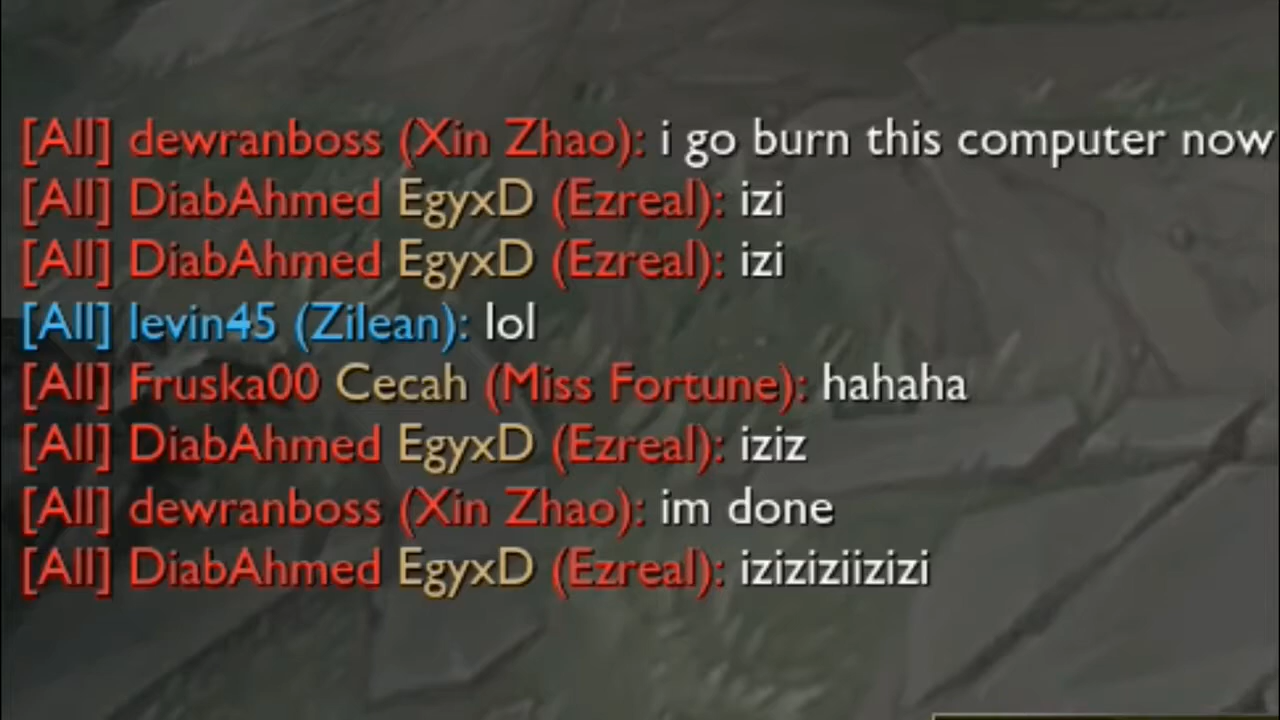 [All] dewranboss (Xin Zhao): i go burn this computer now
[All] DiabAhmed EgyxD (Ezreal): izi
[All] DiabAhmed EgyxD (Ezreal): izi
[All] levin45 (Zilean): lol
[All] Fruska00 Cecah (Miss Fortune): hahaha
[All] DiabAhmed EgyxD (Ezreal): iziz
[All] dewranboss (Xin Zhao): im done
[All] DiabAhmed EgyxD (Ezreal): iziziziizizi